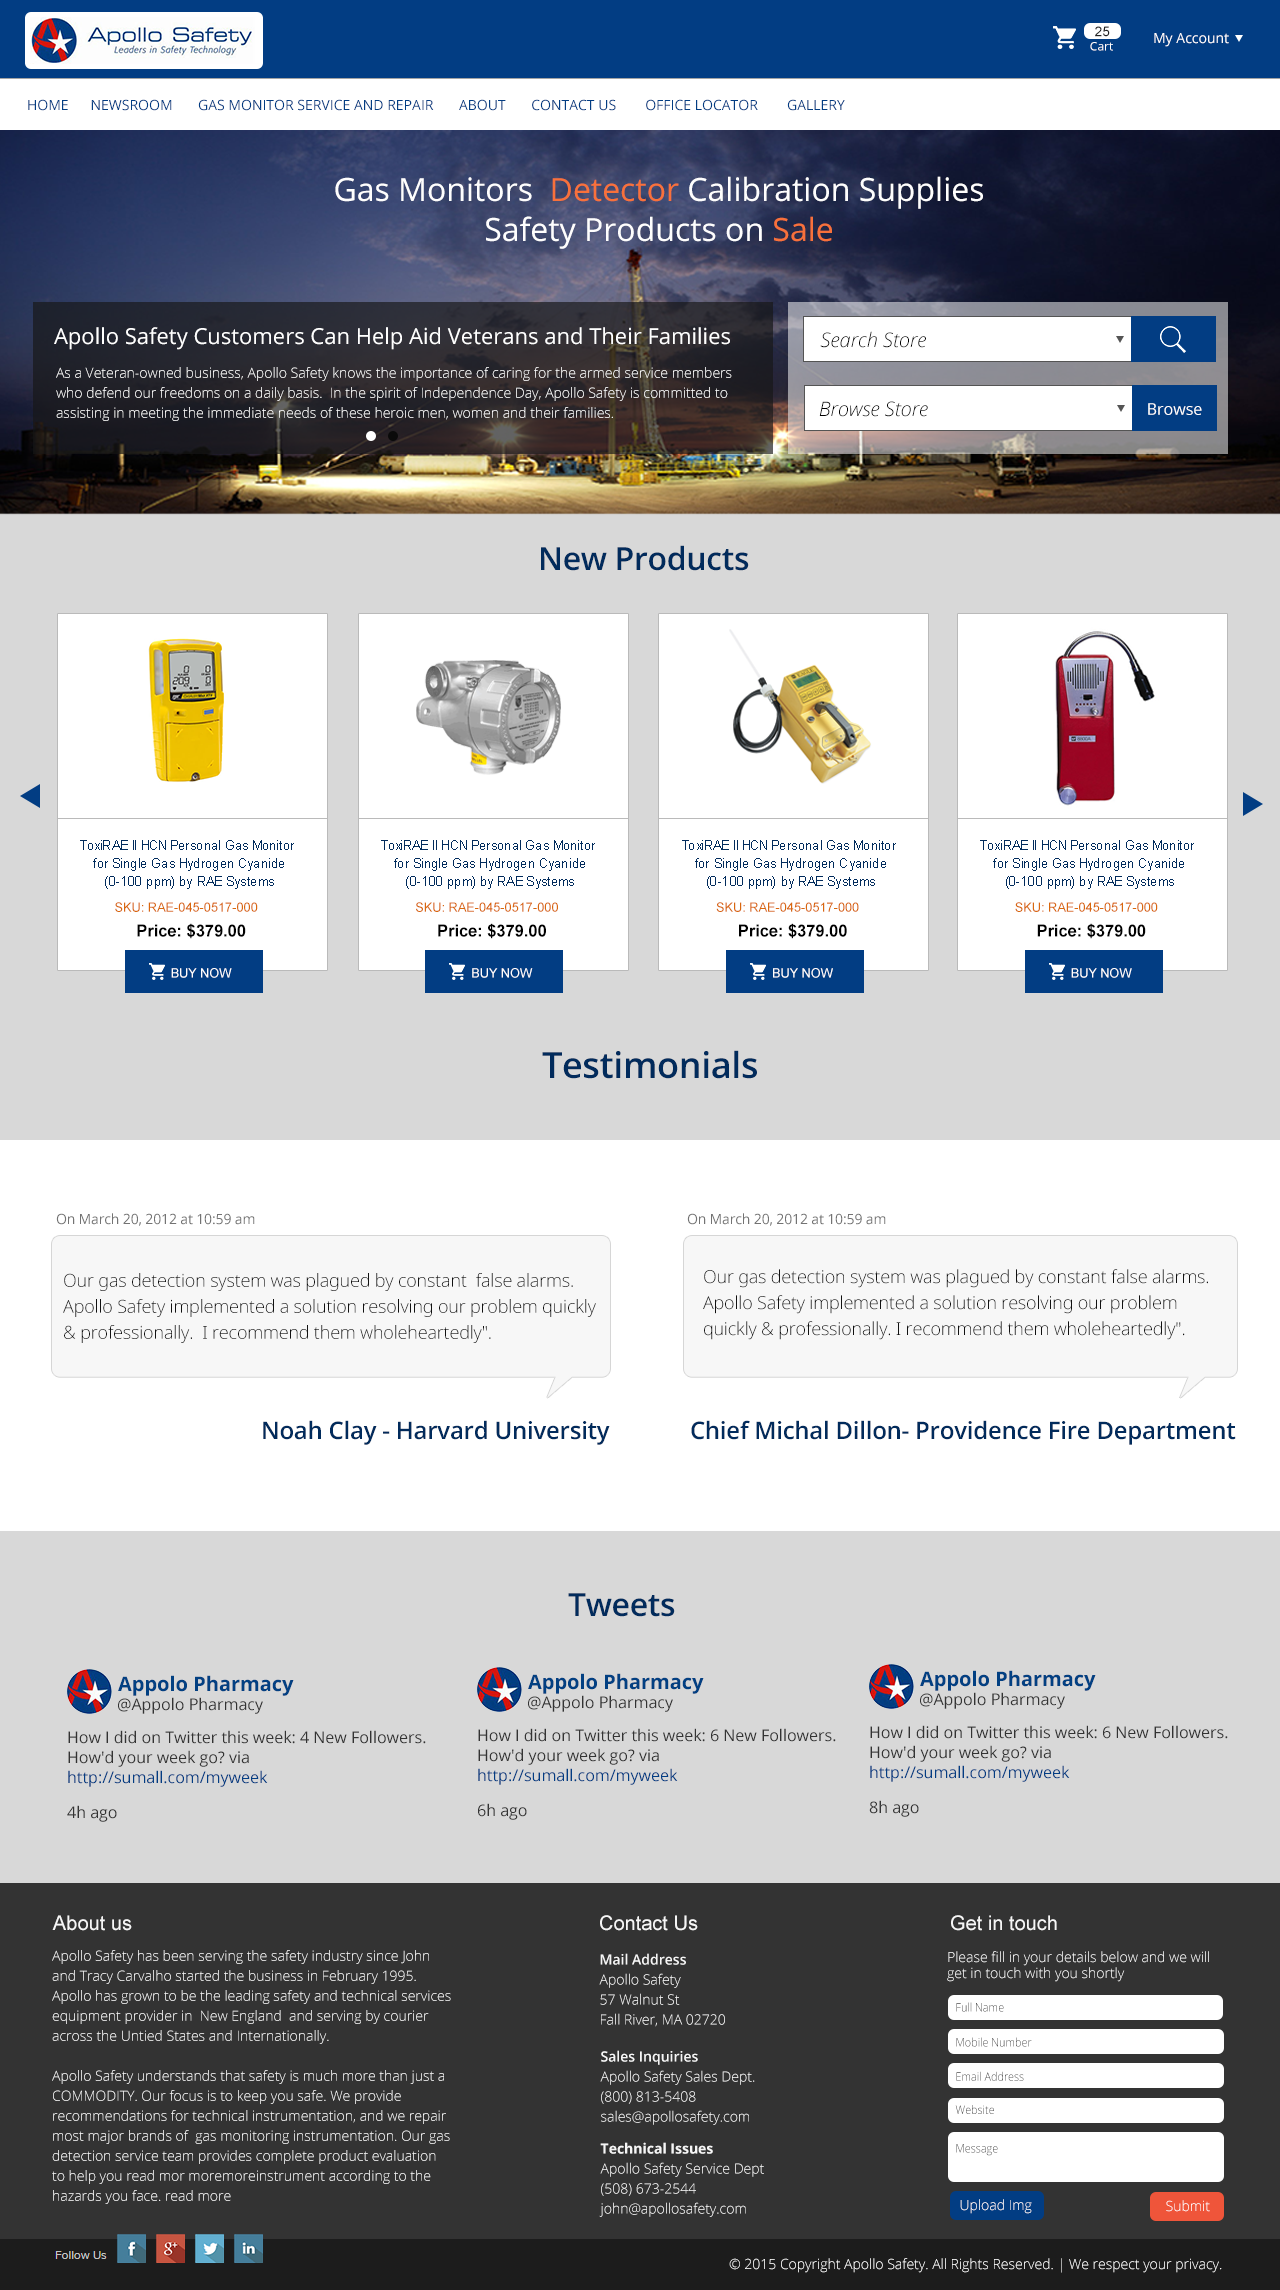 Apollo Safety
Leaders in Safety Technology
25
Cart
My Account
HOME NEWSROOM GAS MONITOR SERVICE AND REPAIR ABOUT CONTACT US OFFICE LOCATOR GALLERY
Gas Monitors Detector Calibration Supplies
Safety Products on Sale
Apollo Safety Customers Can Help Aid Veterans and Their Families
As a Veteran-owned business, Apollo Safety knows the importance of caring for the armed service members
who defend our freedoms on a daily basis. In the spirit of Independence Day, Apollo Safety is committed to
assisting in meeting the immediate needs of these heroic men, women and their families.
Search Store
Browse Store
Browse
New Products
ToxiRAE II HCN Personal Gas Monitor
for Single Gas Hydrogen Cyanide
(0-100 ppm) by RAE Systems
SKU: RAE-045-0517-000
Price: $379.00
BUY NOW
ToxiRAE II HCN Personal Gas Monitor
for Single Gas Hydrogen Cyanide
(0-100 ppm) by RAE Systems
SKU: RAE-045-0517-000
Price: $379.00
BUY NOW
ToxiRAE II HCN Personal Gas Monitor
for Single Gas Hydrogen Cyanide
(0-100 ppm) by RAE Systems
SKU: RAE-045-0517-000
Price: $379.00
BUY NOW
ToxiRAE II HCN Personal Gas Monitor
for Single Gas Hydrogen Cyanide
(0-100 ppm) by RAE Systems
SKU: RAE-045-0517-000
Price: $379.00
BUY NOW
Testimonials
On March 20, 2012 at 10:59 am
Our gas detection system was plagued by constant false alarms.
Apollo Safety implemented a solution resolving our problem quickly
& professionally. I recommend them wholeheartedly".
Noah Clay - Harvard University
On March 20, 2012 at 10:59 am
Our gas detection system was plagued by constant false alarms.
Apollo Safety implemented a solution resolving our problem
quickly & professionally. I recommend them wholeheartedly".
Chief Michal Dillon- Providence Fire Department
Tweets
Appolo Pharmacy
@Appolo Pharmacy
How I did on Twitter this week: 4 New Followers.
How'd your week go? via
http://sumall.com/myweek
4h ago
Appolo Pharmacy
@Appolo Pharmacy
How I did on Twitter this week: 6 New Followers.
How'd your week go? via
http://sumall.com/myweek
6h ago
Appolo Pharmacy
@Appolo Pharmacy
How I did on Twitter this week: 6 New Followers.
How'd your week go? via
http://sumall.com/myweek
8h ago
About us
Apollo Safety has been serving the safety industry since John
and Tracy Carvalho started the business in February 1995.
Apollo has grown to be the leading safety and technical services
equipment provider in New England and serving by courier
across the Untied States and Internationally.
Apollo Safety understands that safety is much more than just a
COMMODITY. Our focus is to keep you safe. We provide
recommendations for technical instrumentation, and we repair
most major brands of gas monitoring instrumentation. Our gas
detection service team provides complete product evaluation
to help you read mor moremoreinstrument according to the
hazards you face. read more
Contact Us
Mail Address
Apollo Safety
57 Walnut St
Fall River, MA 02720
Sales Inquiries
Apollo Safety Sales Dept.
(800) 813-5408
sales@apollosafety.com
Technical Issues
Apollo Safety Service Dept
(508) 673-2544
john@apollosafety.com
Get in touch
Please fill in your details below and we will
get in touch with you shortly
Full Name
Mobile Number
Email Address
Website
Message
Upload Img
Submit
Follow Us
© 2015 Copyright Apollo Safety. All Rights Reserved. | We respect your privacy.